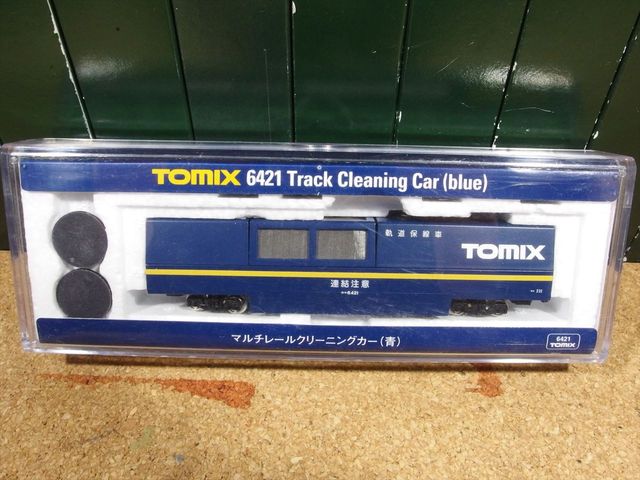 TOMIX 6421 Track Cleaning Car (blue)
軌道保線車
TOMIX
連結注意
6421
マルチレールクリーニングカー(青)
6421
TOMIX